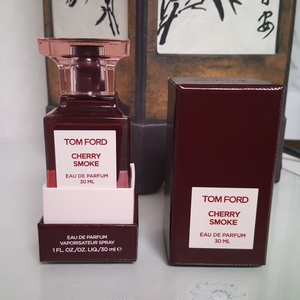 TOM FORD
CHERRY
SMOKE
EAU DE PARFUM
30 ML
EAU DE PARFUM
VAPORISATEUR SPRAY
1 FL.OZ/OZ. LIQ./30 ml e
TOM FORD
CHERRY
SMOKE
EAU DE PARFUM
30 ML